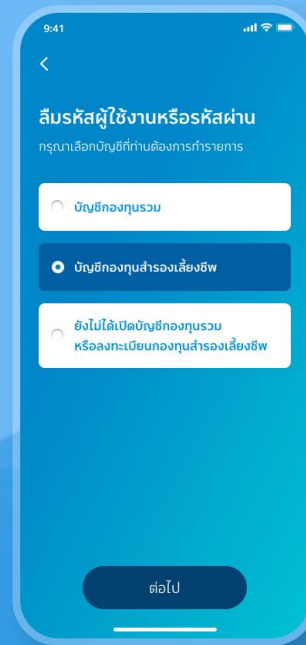 9:41
ลืมรหัสผู้ใช้งานหรือรหัสผ่าน
กรุณาเลือกบัญชีที่ท่านต้องการทำรายการ
บัญชีกองทุนรวม
บัญชีกองทุนสำรองเลี้ยงชีพ
ยังไม่ได้เปิดบัญชีกองทุนรวม
หรือลงทะเบียนกองทุนสำรองเลี้ยงชีพ
ต่อไป